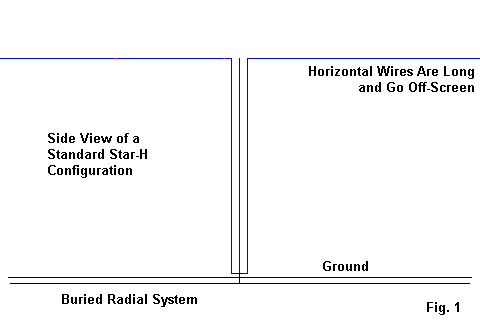 Horizontal Wires Are Long
and Go Off-Screen
Side View of a
Standard Star-H
Configuration
Ground
Buried Radial System
Fig. 1